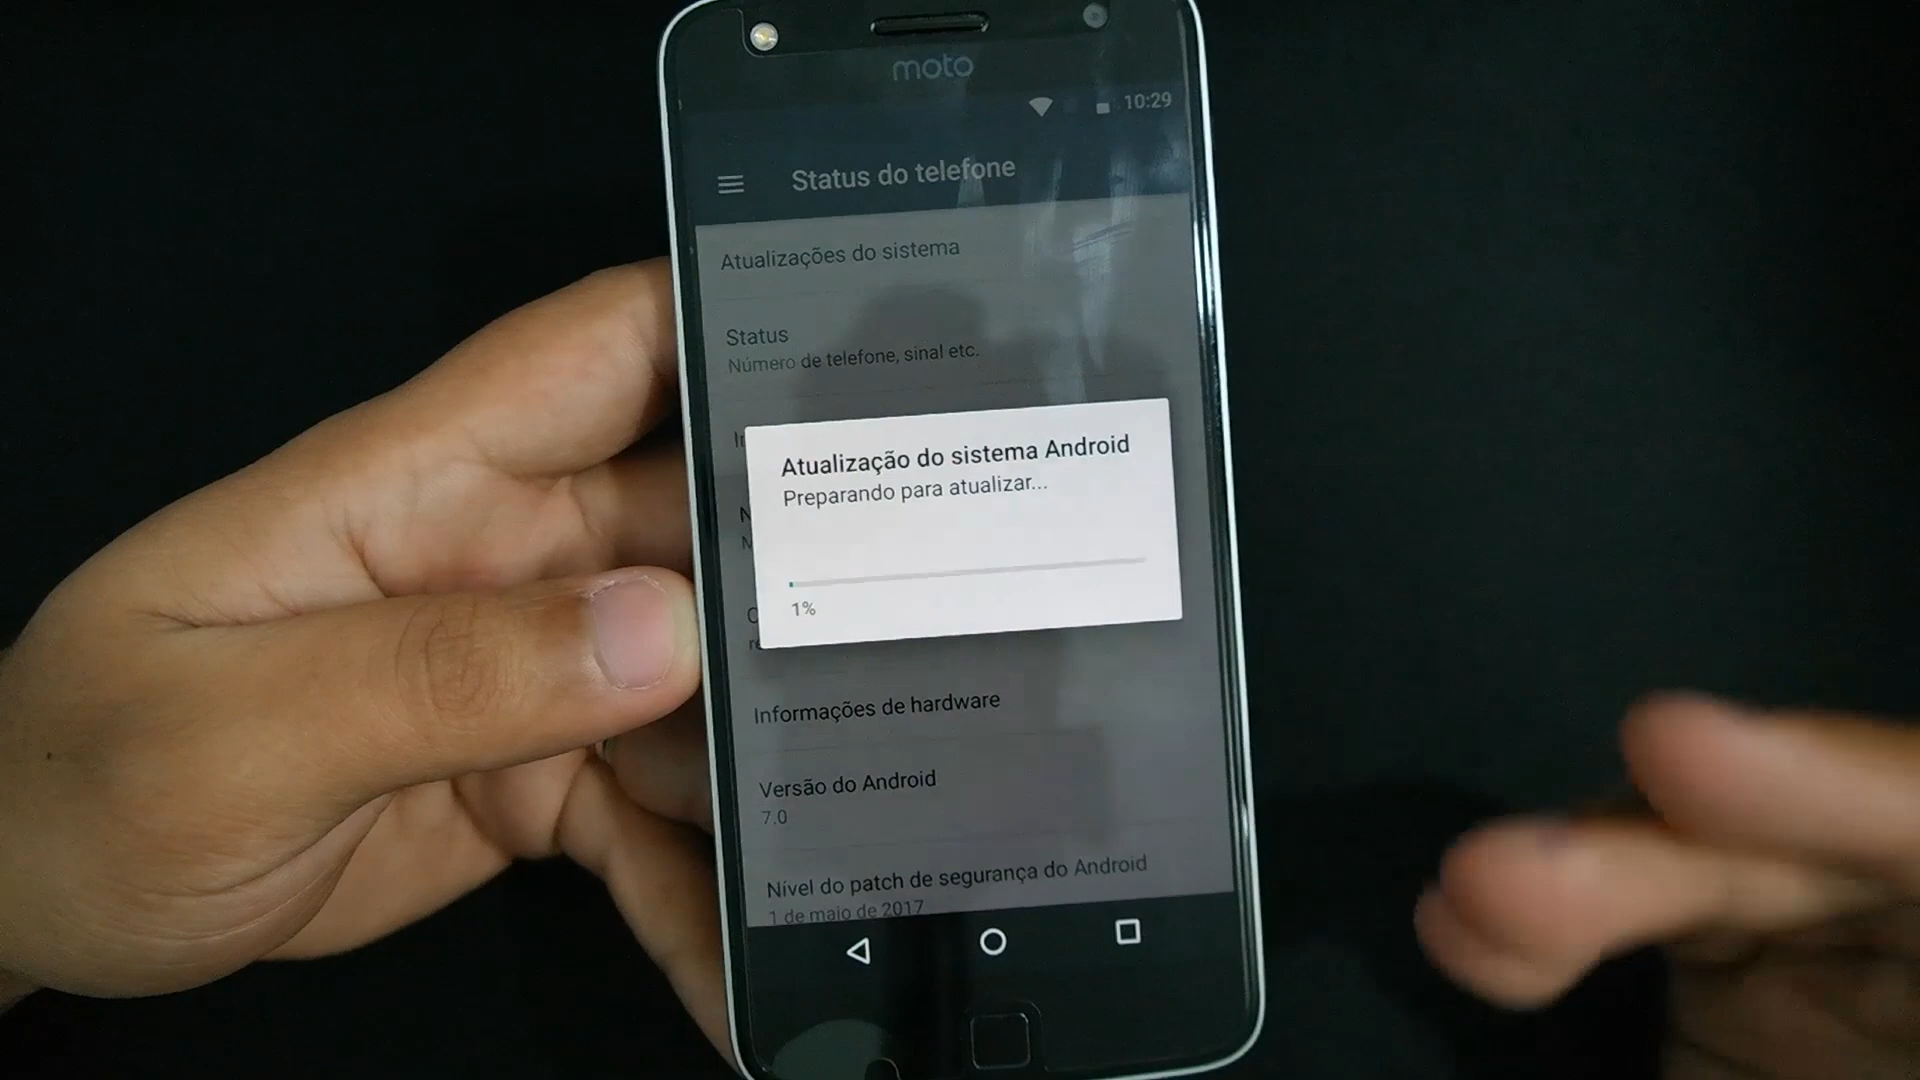 moto
10:29
Status do telefone
Atualizações do sistema
Status
Número de telefone, sinal etc.
Atualização do sistema Android
Preparando para atualizar...
1%
Informações de hardware
Versão do Android
7.0
Nível do patch de segurança do Android
1 de maio de 2017